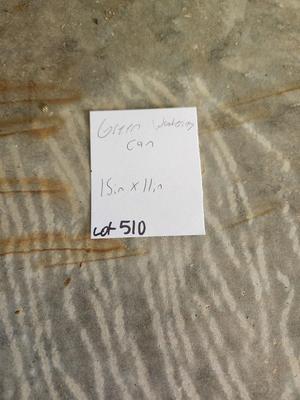 Green Watering
can
15in x 11in
Lot 510